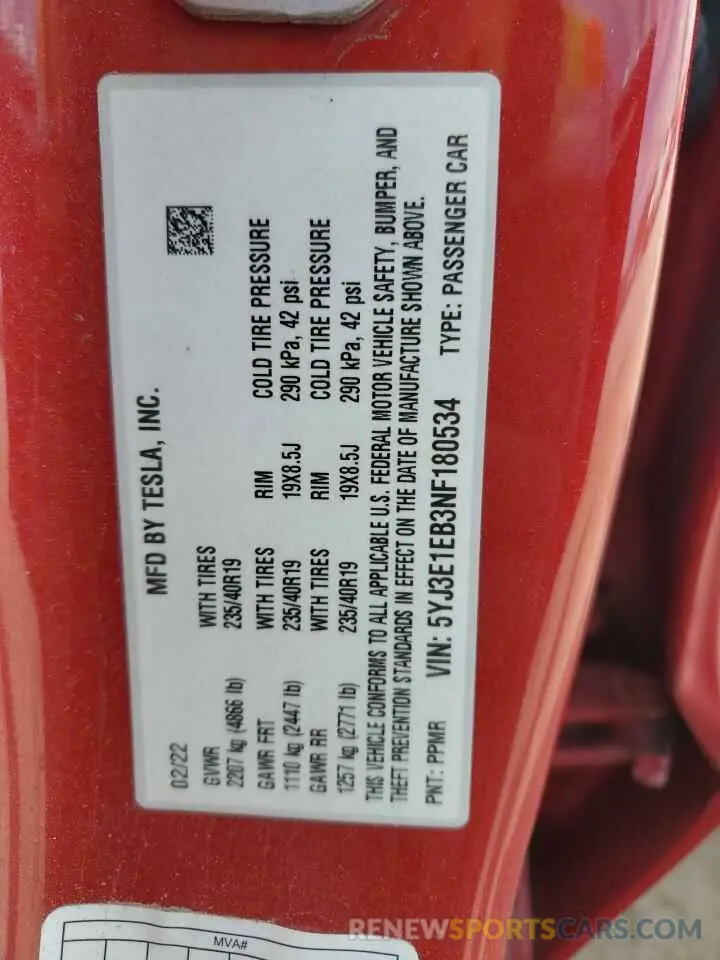 MFD BY TESLA, INC.
02/22
GVWR WITH TIRES
2207 kg (4866 lb) 235/40R19
GAWR FRT WITH TIRES RIM COLD TIRE PRESSURE
1110 kg (2447 lb) 235/40R19 19X8.5J 290 kPa, 42 psi
GAWR RR WITH TIRES RIM COLD TIRE PRESSURE
1257 kg (2771 lb) 235/40R19 19X8.5J 290 kPa, 42 psi
THIS VEHICLE CONFORMS TO ALL APPLICABLE U.S. FEDERAL MOTOR VEHICLE SAFETY, BUMPER, AND
THEFT PREVENTION STANDARDS IN EFFECT ON THE DATE OF MANUFACTURE SHOWN ABOVE.
PNT: PPMR VIN: 5YJ3E1EB3NF180534 TYPE: PASSENGER CAR
MVA#
RENEWSPORTSCARS.COM